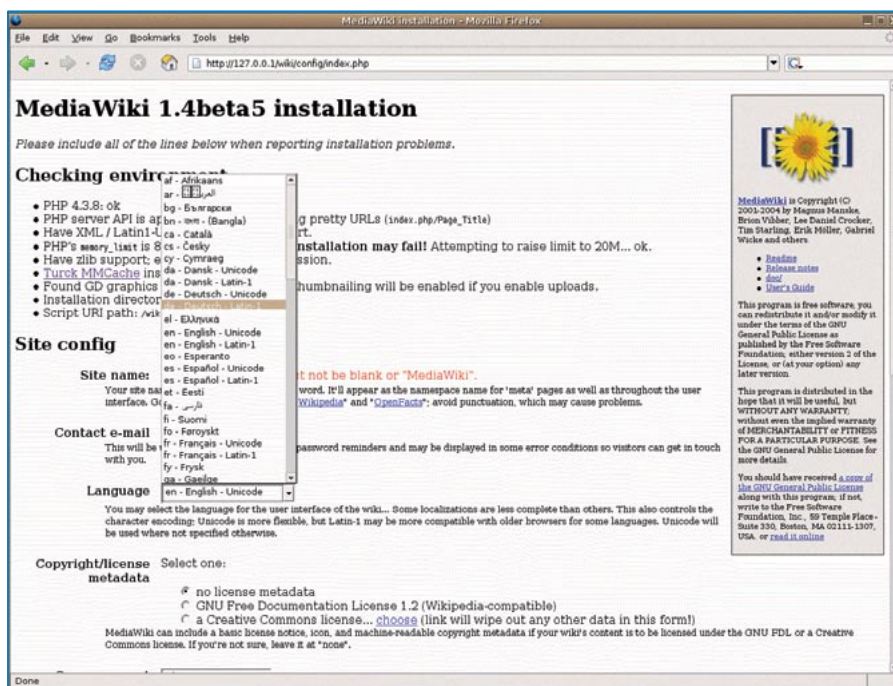 MediaWiki installation - Mozilla Firefox
File Edit View Go Bookmarks Tools Help
http://127.0.0.1/wiki/config/index.php
MediaWiki 1.4beta5 installation
Please include all of the lines below when reporting installation problems.
Checking environment
PHP 4.3.8: ok
PHP server API is ap
g pretty URLs (index.php/Page_Title)
Have XML / Latin1-U
rt.
PHP's memory_limit is 8
nstallation may fail! Attempting to raise limit to 20M... ok.
Have zlib support; e
ssion.
Turck MMCache ins
Found GD graphics
humbnailing will be enabled if you enable uploads.
Installation director
Script URI path: /wik
af - Afrikaans
ar -
bg - Български
bn - বাংলা - (Bangla)
ca - Català
cs - Česky
cy - Cymraeg
da - Dansk - Unicode
da - Dansk - Latin-1
de - Deutsch - Unicode
de - Deutsch - Latin-1
el - Ελληνικά
en - English - Unicode
en - English - Latin-1
eo - Esperanto
es - Español - Unicode
es - Español - Latin-1
et - Eesti
fa - فارسی
fi - Suomi
fo - Føroyskt
fr - Français - Unicode
fr - Français - Latin-1
fy - Frysk
ga - Gaeilge
Site config
Site name:
t not be blank or "MediaWiki".
Your site na
word. It'll appear as the namespace name for 'meta' pages as well as throughout the user
interface. G
"Wikipedia" and "OpenFacts"; avoid punctuation, which may cause problems.
Contact e-mail
This will be
password reminders and may be displayed in some error conditions so visitors can get in touch
with you.
Language en - English - Unicode
You may select the language for the user interface of the wiki... Some localizations are less complete than others. This also controls the
character encoding; Unicode is more flexible, but Latin-1 may be more compatible with older browsers for some languages. Unicode will
be used where not specified otherwise.
Copyright/license
metadata
Select one:
no license metadata
GNU Free Documentation License 1.2 (Wikipedia-compatible)
a Creative Commons license... choose (link will wipe out any other data in this form!)
MediaWiki can include a basic license notice, icon, and machine-readable copyright metadata if your wiki's content is to be licensed under the GNU FDL or a Creative
Commons license. If you're not sure, leave it at "none".
MediaWiki is Copyright (C)
2001-2004 by Magnus Manske,
Brion Vibber, Lee Daniel Crocker,
Tim Starling, Erik Möller, Gabriel
Wicke and others.
Readme
Release notes
doc/
User's Guide
This program is free software; you
can redistribute it and/or modify it
under the terms of the GNU
General Public License as
published by the Free Software
Foundation; either version 2 of the
License, or (at your option) any
later version.
This program is distributed in the
hope that it will be useful, but
WITHOUT ANY WARRANTY;
without even the implied warranty
of MERCHANTABILITY or FITNESS
FOR A PARTICULAR PURPOSE. See
the GNU General Public License for
more details.
You should have received a copy of
the GNU General Public License
along with this program; if not,
write to the Free Software
Foundation, Inc., 59 Temple Place -
Suite 330, Boston, MA 02111-1307,
USA. or read it online
Done